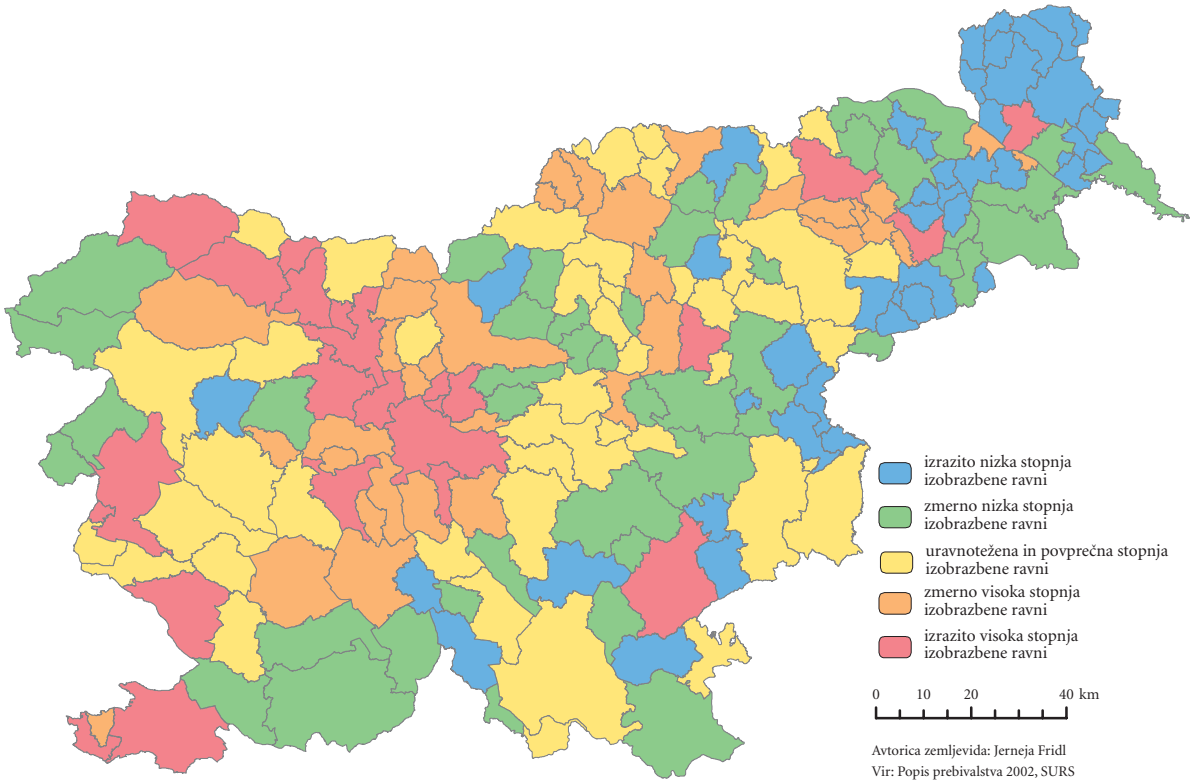 izrazito nizka stopnja
izobrazbene ravni
zmerno nizka stopnja
izobrazbene ravni
uravnotežena in povprečna stopnja
izobrazbene ravni
zmerno visoka stopnja
izobrazbene ravni
izrazito visoka stopnja
izobrazbene ravni
0 10 20 40 km
Avtorica zemljevida: Jerneja Fridl
Vir: Popis prebivalstva 2002, SURS